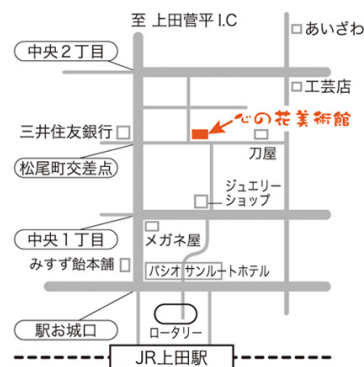 至 上田菅平 I.C
あいざわ
中央2丁目
工芸店
心の花美術館
三井住友銀行
刀屋
松尾町交差点
ジュエリー
ショップ
中央1丁目
メガネ屋
みすず飴本舗
パシオ サンルートホテル
駅お城口
ロータリー
JR上田駅